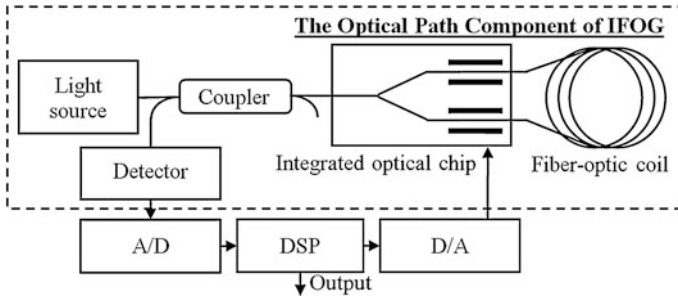 The Optical Path Component of IFOG
Light
source
Coupler
Integrated optical chip
Fiber-optic coil
Detector
A/D
DSP
D/A
Output